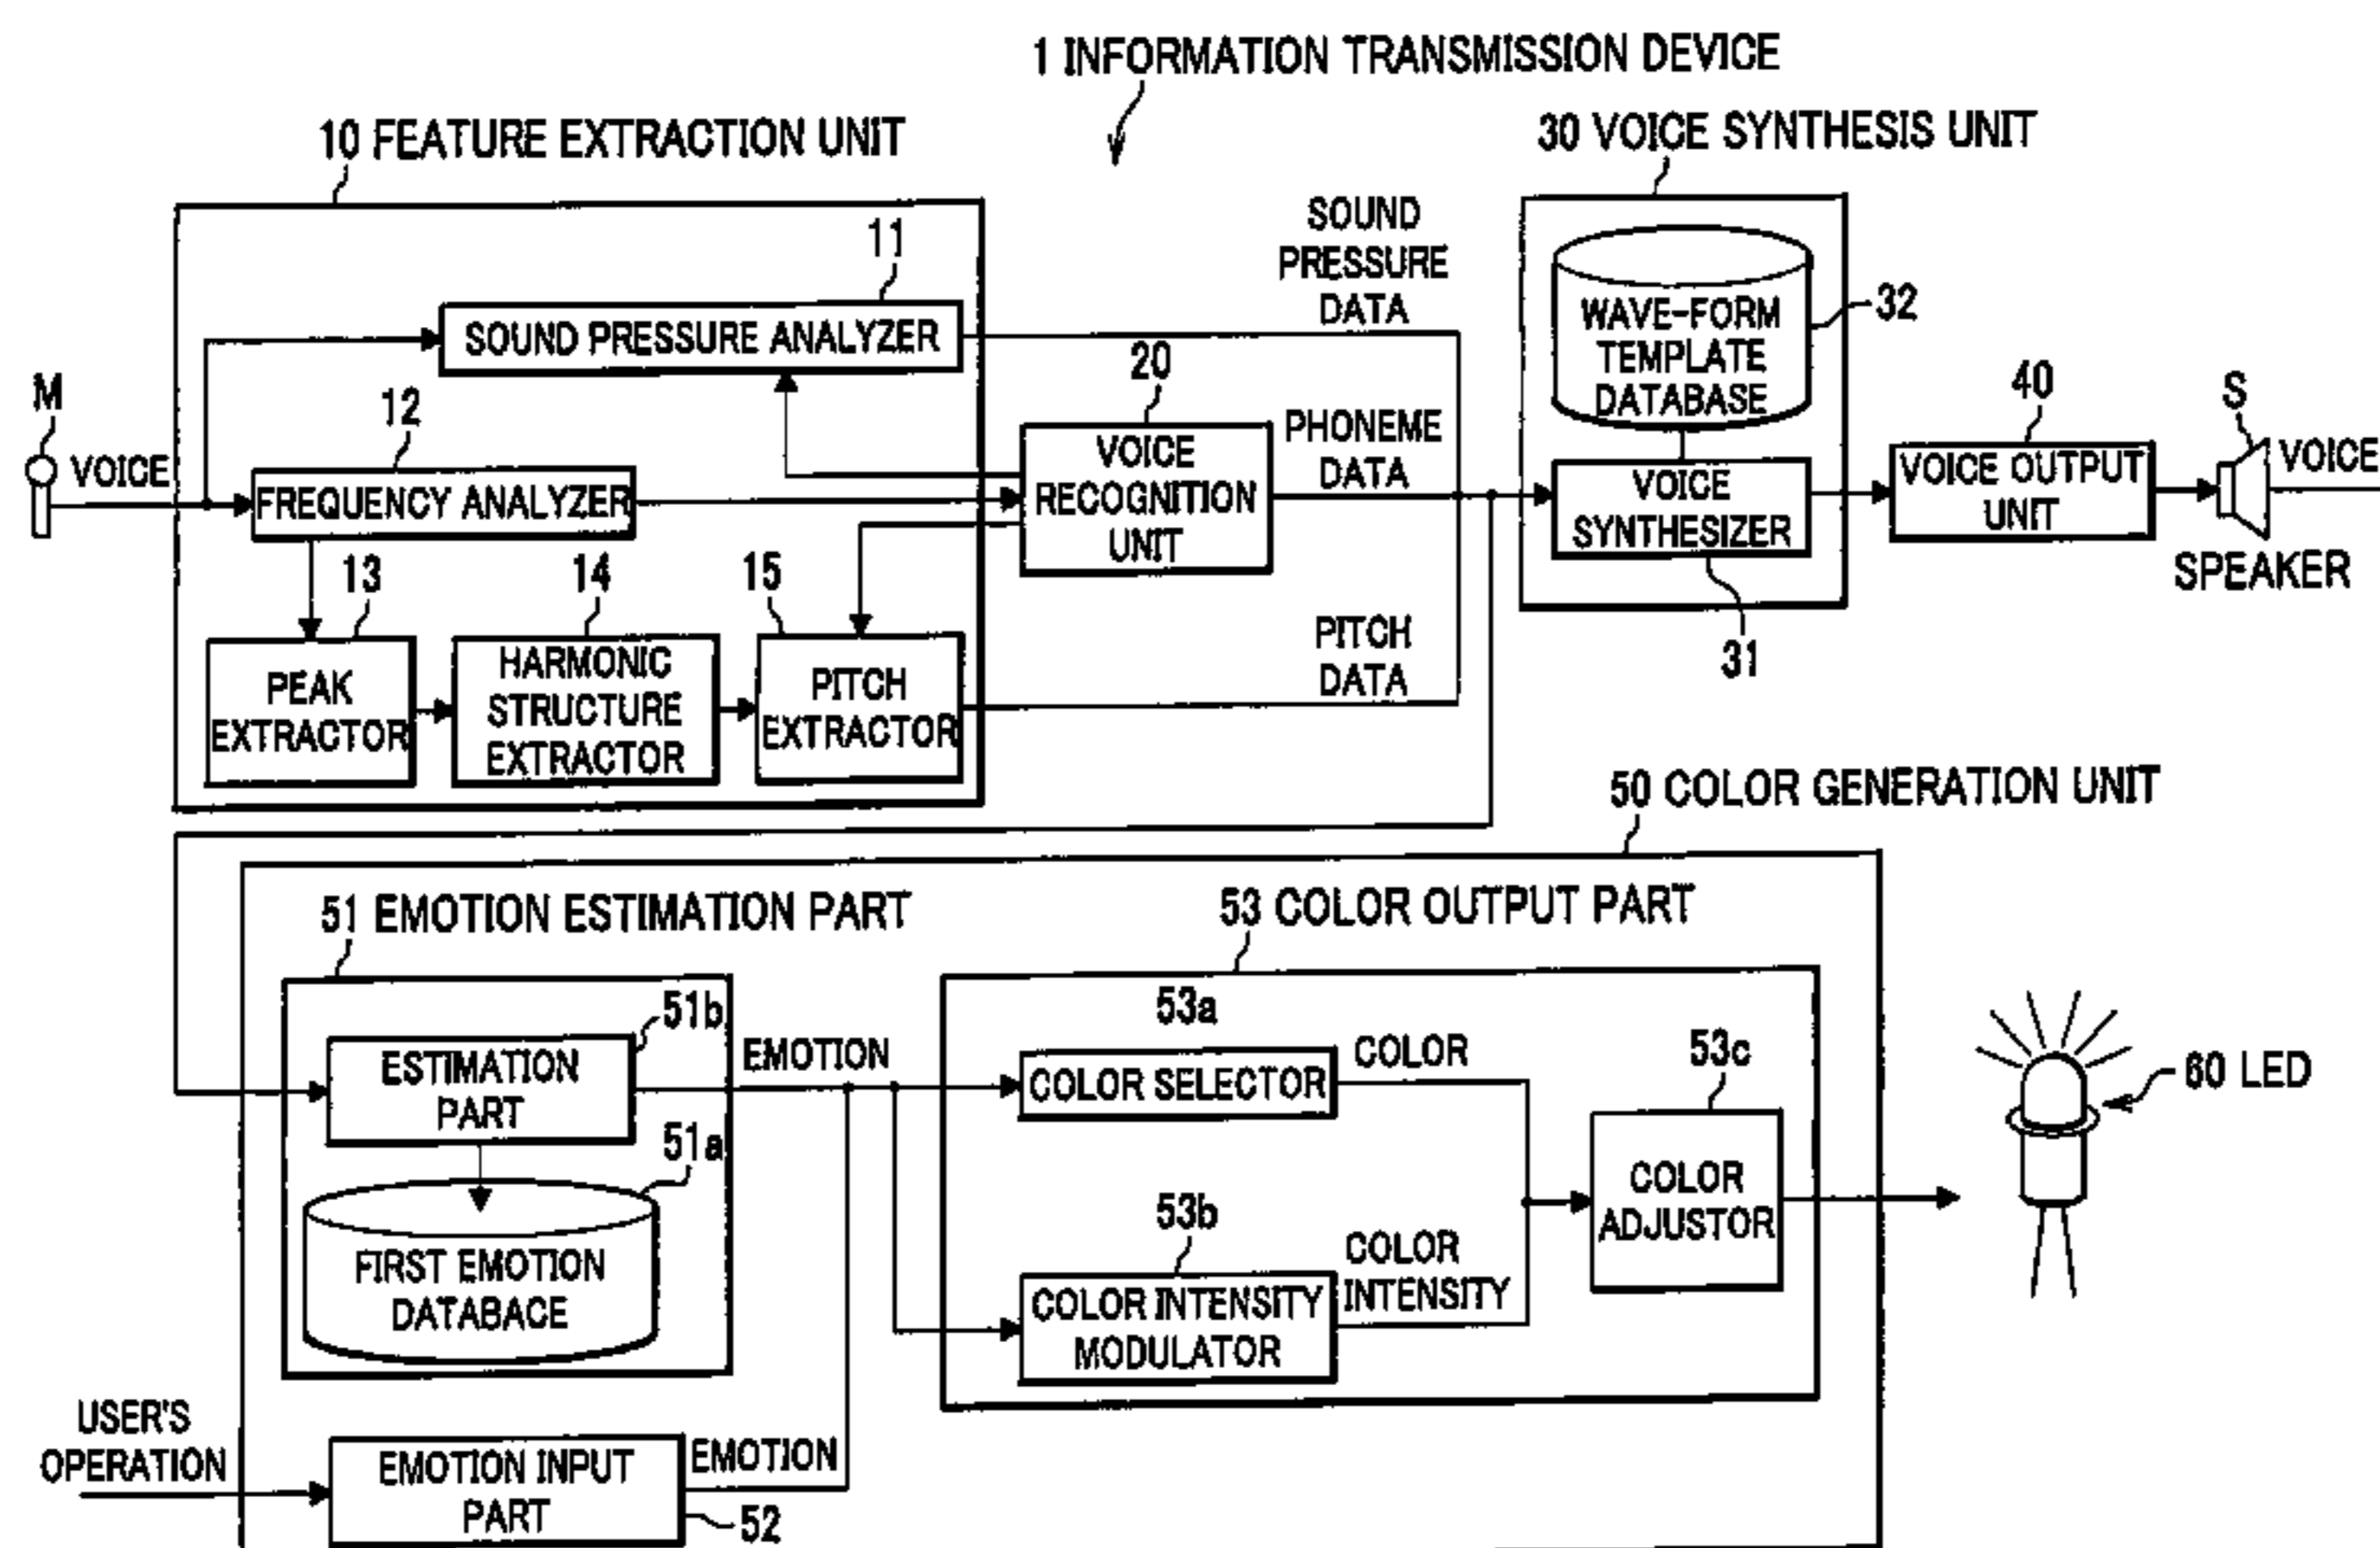 1 INFORMATION TRANSMISSION DEVICE
10 FEATURE EXTRACTION UNIT
30 VOICE SYNTHESIS UNIT
11
SOUND PRESSURE ANALYZER
SOUND
PRESSURE
DATA
WAVE-FORM
TEMPLATE
DATABASE
32
M
VOICE
12
FREQUENCY ANALYZER
20
VOICE
RECOGNITION
UNIT
PHONEME
DATA
VOICE
SYNTHESIZER
31
40
VOICE OUTPUT
UNIT
S
VOICE
SPEAKER
13
PEAK
EXTRACTOR
14
HARMONIC
STRUCTURE
EXTRACTOR
15
PITCH
EXTRACTOR
PITCH
DATA
50 COLOR GENERATION UNIT
51 EMOTION ESTIMATION PART
53 COLOR OUTPUT PART
51b
ESTIMATION
PART
EMOTION
51a
FIRST EMOTION
DATABACE
53a
COLOR SELECTOR
COLOR
53b
COLOR INTENSITY
MODULATOR
COLOR
INTENSITY
53c
COLOR
ADJUSTOR
60 LED
USER'S
OPERATION
EMOTION INPUT
PART
EMOTION
52